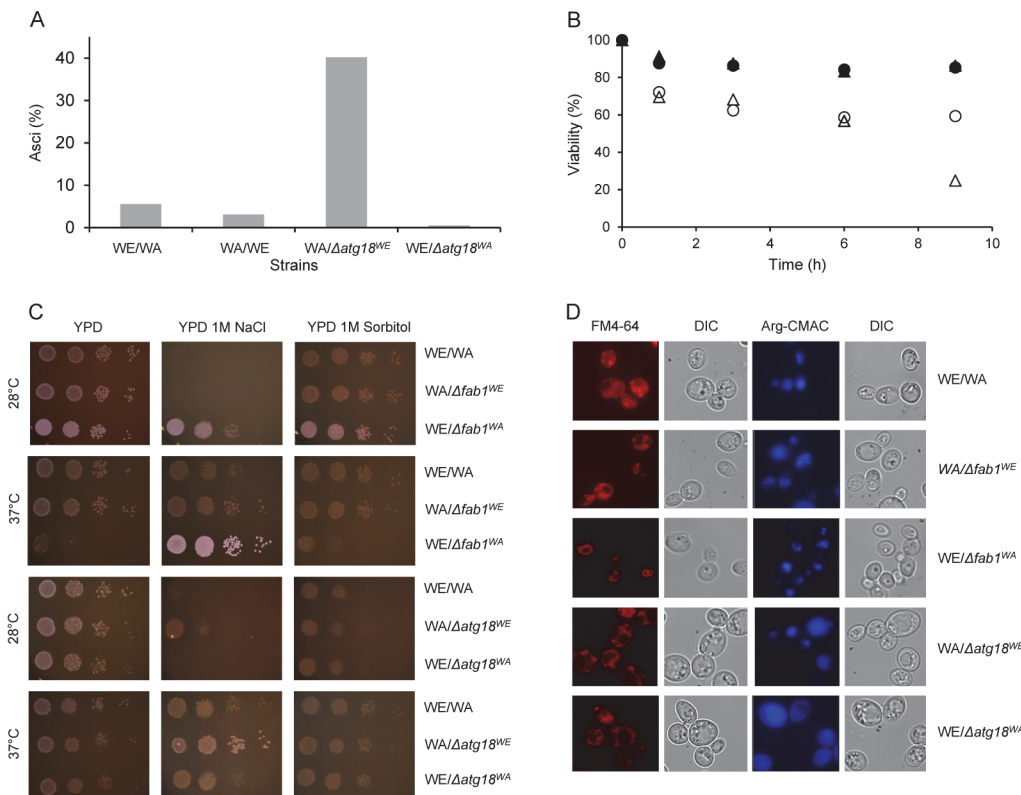 A
Asci (%)
40
30
20
10
0
WE/WA
WA/WE
WA/Δatg18WE
WE/Δatg18WA
Strains
B
Viability (%)
100
80
60
40
20
0
0
2
4
6
8
10
Time (h)
C
YPD
YPD 1M NaCl
YPD 1M Sorbitol
28°C
WE/WA
WA/Δfab1WE
WE/Δfab1WA
37°C
WE/WA
WA/Δfab1WE
WE/Δfab1WA
28°C
WE/WA
WA/Δatg18WE
WE/Δatg18WA
37°C
WE/WA
WA/Δatg18WE
WE/Δatg18WA
D
FM4-64
DIC
Arg-CMAC
DIC
WE/WA
WA/Δfab1WE
WE/Δfab1WA
WA/Δatg18WE
WE/Δatg18WA